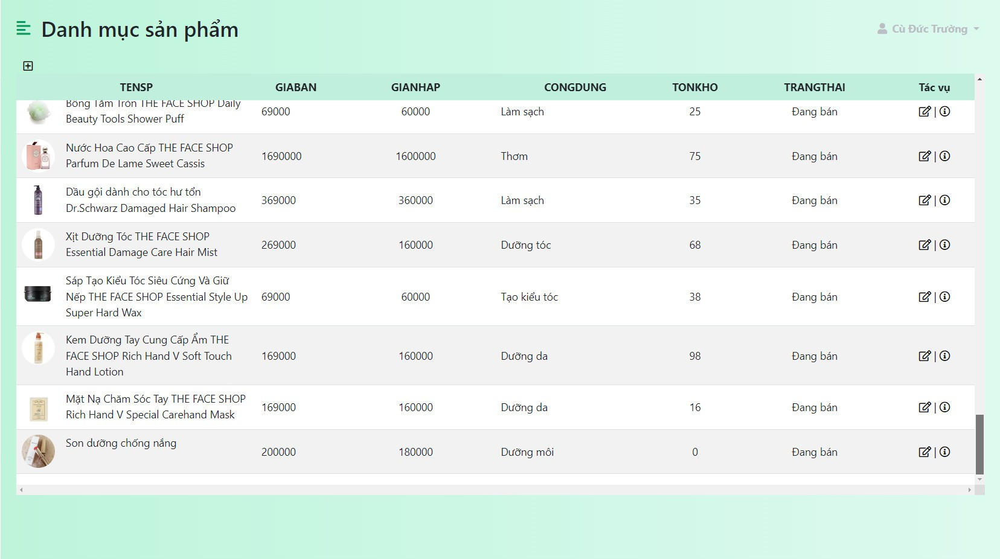 Danh mục sản phẩm
Cù Đức Trường
TENSP GIABAN GIANHAP CONGDUNG TONKHO TRANGTHAI Tác vụ
Bông Tắm Tròn THE FACE SHOP Daily
Beauty Tools Shower Puff
69000 60000 Làm sạch 25 Đang bán |
Nước Hoa Cao Cấp THE FACE SHOP
Parfum De Lame Sweet Cassis
1690000 1600000 Thơm 75 Đang bán |
Dầu gội dành cho tóc hư tổn
Dr.Schwarz Damaged Hair Shampoo
369000 360000 Làm sạch 35 Đang bán |
Xịt Dưỡng Tóc THE FACE SHOP
Essential Damage Care Hair Mist
269000 160000 Dưỡng tóc 68 Đang bán |
Sáp Tạo Kiểu Tóc Siêu Cứng Và Giữ
Nếp THE FACE SHOP Essential Style Up
Super Hard Wax
69000 60000 Tạo kiểu tóc 38 Đang bán |
Kem Dưỡng Tay Cung Cấp Ẩm THE
FACE SHOP Rich Hand V Soft Touch
Hand Lotion
169000 160000 Dưỡng da 98 Đang bán |
Mặt Nạ Chăm Sóc Tay THE FACE SHOP
Rich Hand V Special Carehand Mask
169000 160000 Dưỡng da 16 Đang bán |
Son dưỡng chống nắng
200000 180000 Dưỡng môi 0 Đang bán |